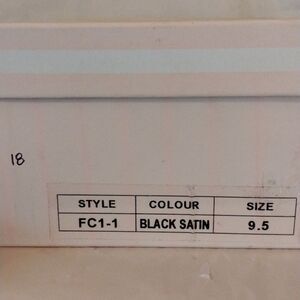 18
STYLE COLOUR SIZE
FC1-1 BLACK SATIN 9.5